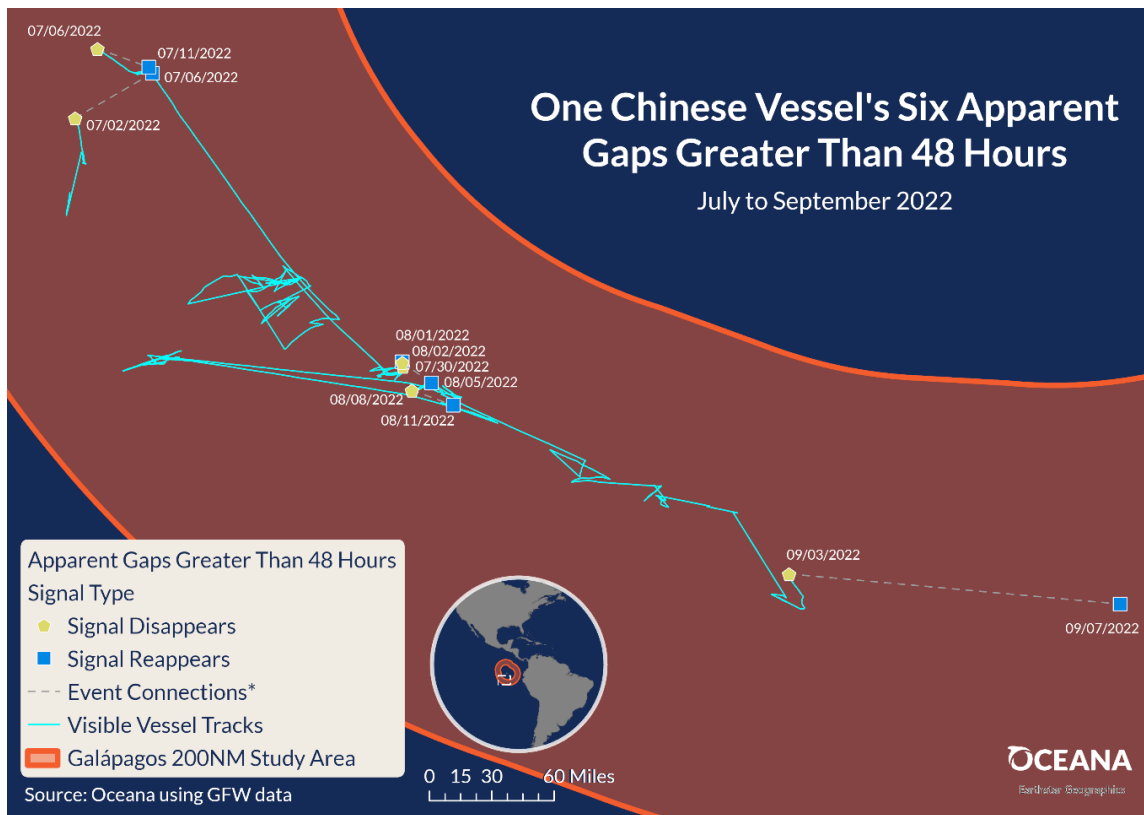 One Chinese Vessel's Six Apparent
Gaps Greater Than 48 Hours
July to September 2022
07/06/2022
07/11/2022
07/06/2022
07/02/2022
08/01/2022
08/02/2022
07/30/2022
08/05/2022
08/08/2022
08/11/2022
09/03/2022
09/07/2022
Apparent Gaps Greater Than 48 Hours
Signal Type
Signal Disappears
Signal Reappears
Event Connections*
Visible Vessel Tracks
Galápagos 200NM Study Area
Source: Oceana using GFW data
0 15 30 60 Miles
OCEANA
Earthstar Geographics